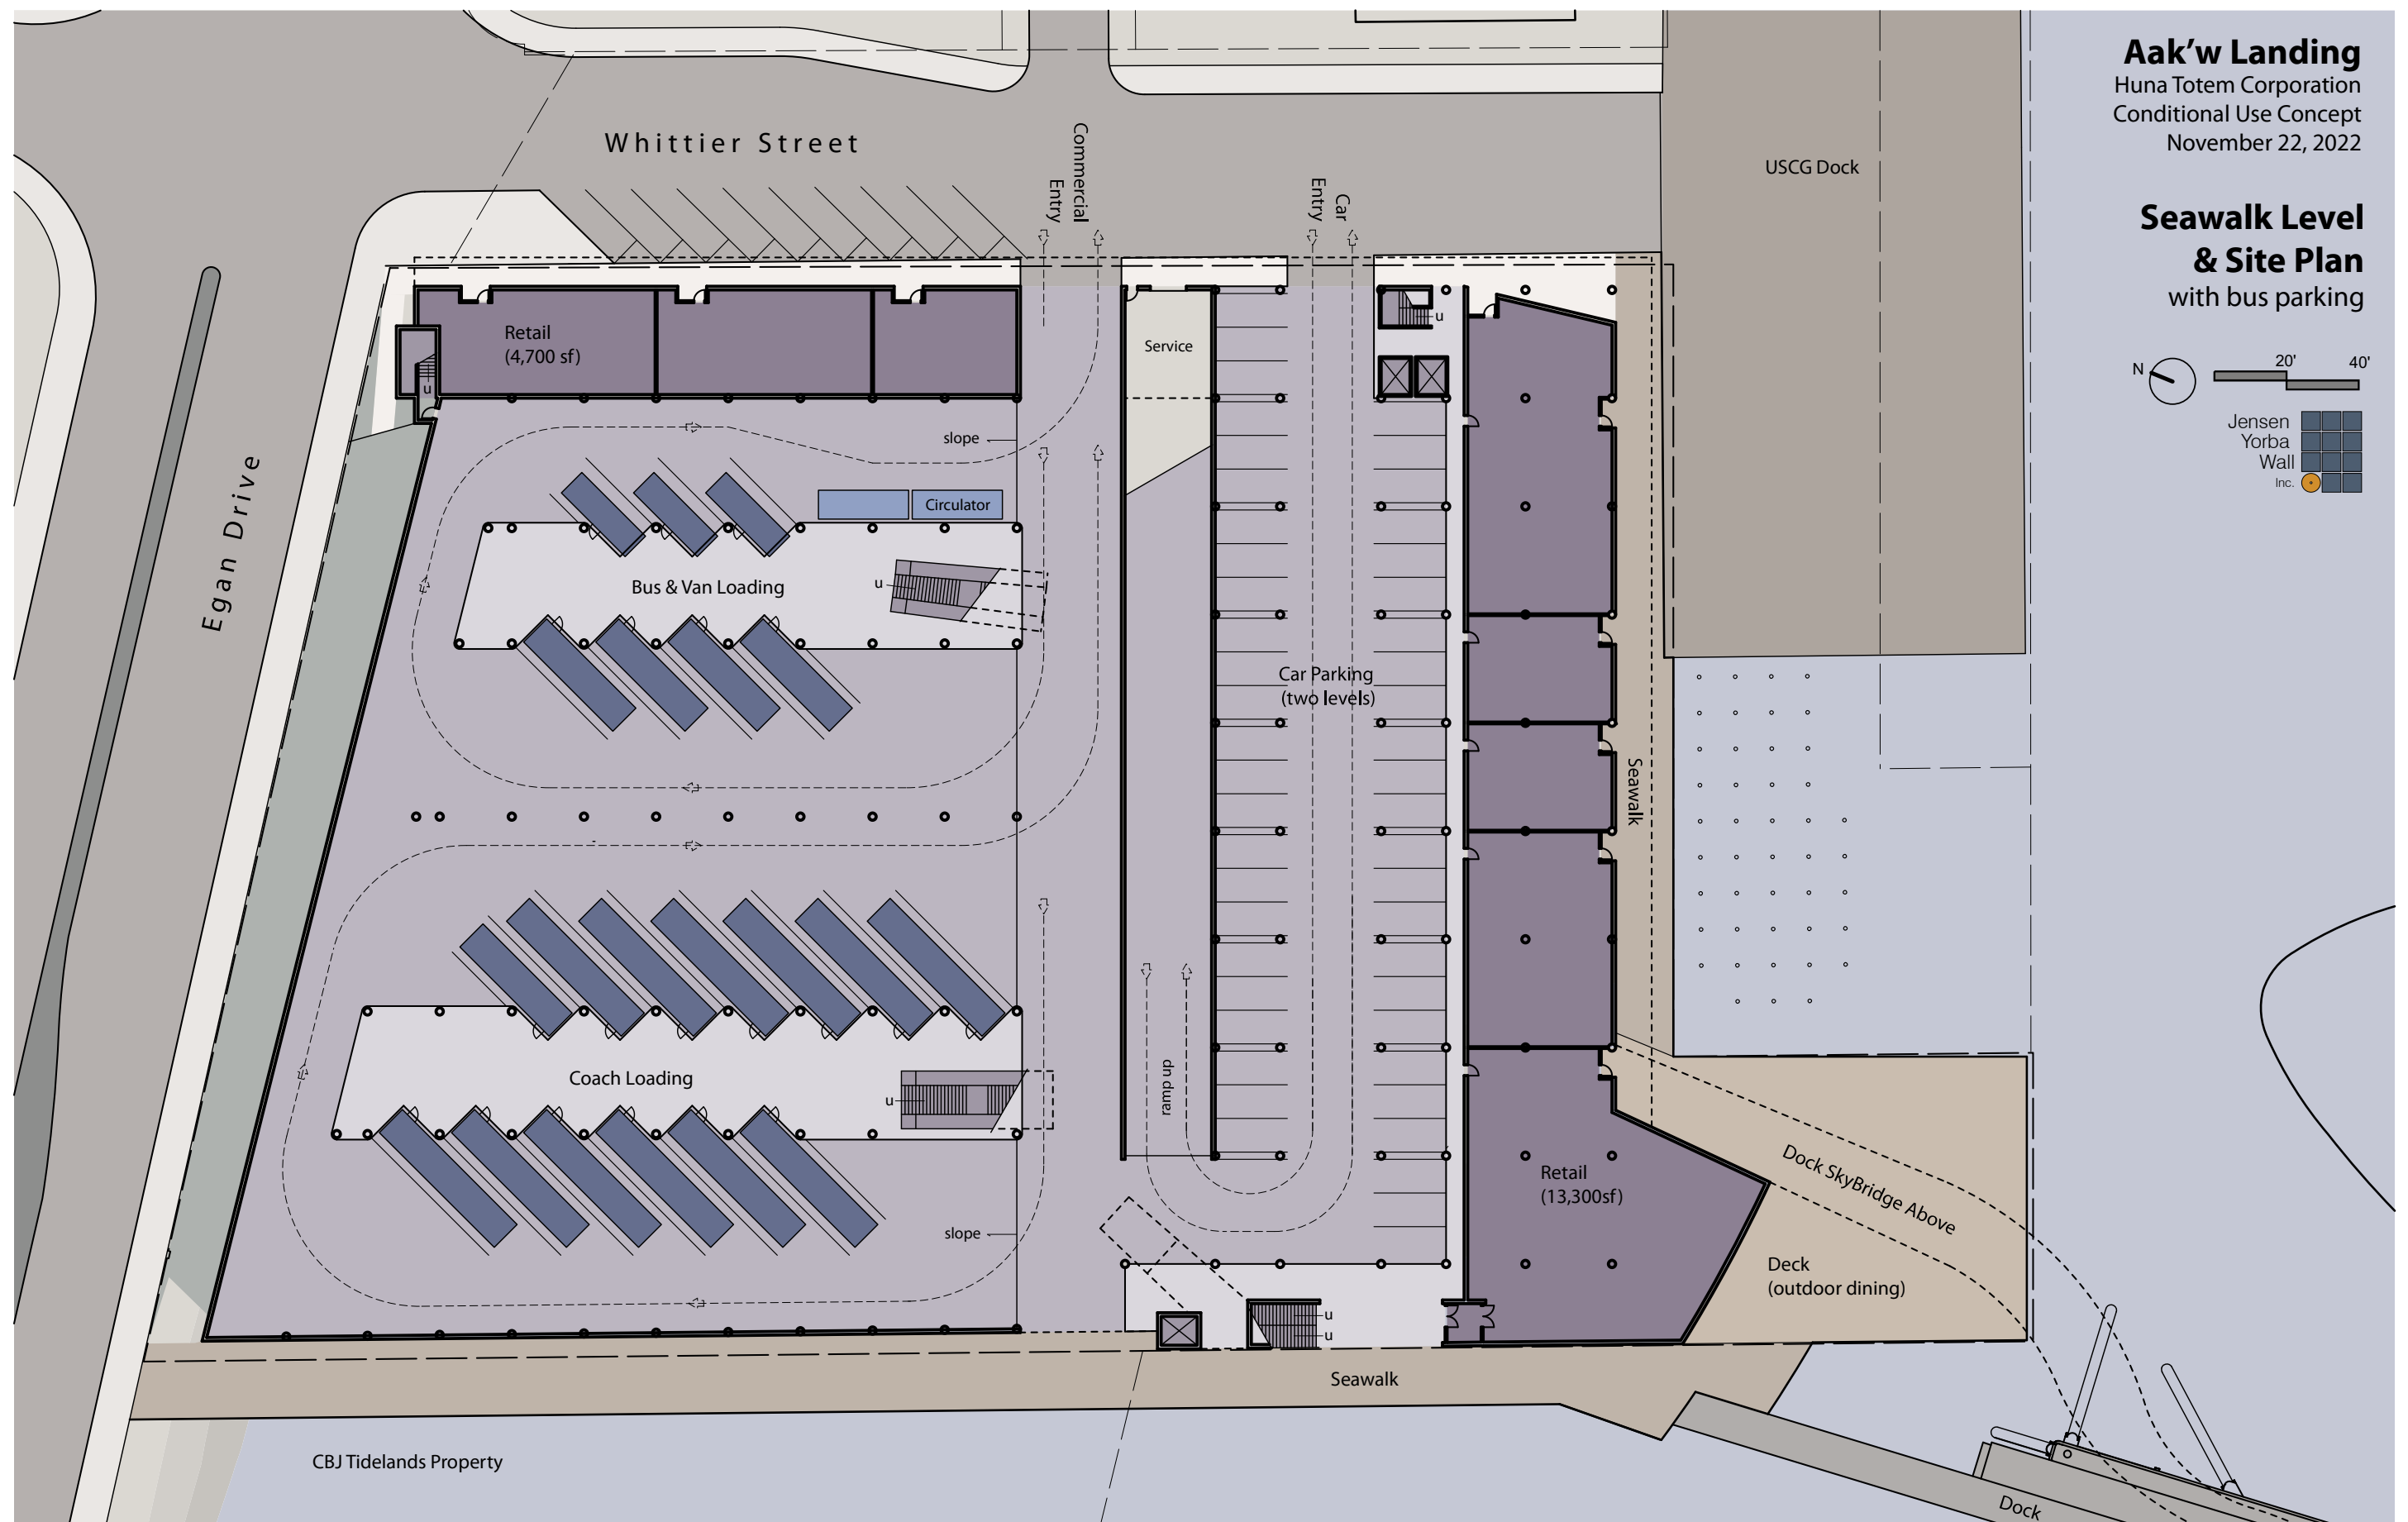 Aak’w Landing
Huna Totem Corporation
Conditional Use Concept
November 22, 2022
Seawalk Level
& Site Plan
with bus parking
N
20'
40'
Jensen
Yorba
Wall
Inc.
Whittier Street
Commercial
Entry
Car
Entry
USCG Dock
Egan Drive
Retail
(4,700 sf)
u
Service
u
slope
Circulator
Bus & Van Loading
u
Car Parking
(two levels)
Seawalk
ramp up
Coach Loading
u
slope
Retail
(13,300sf)
Dock SkyBridge Above
Deck
(outdoor dining)
u
u
Seawalk
CBJ Tidelands Property
Dock